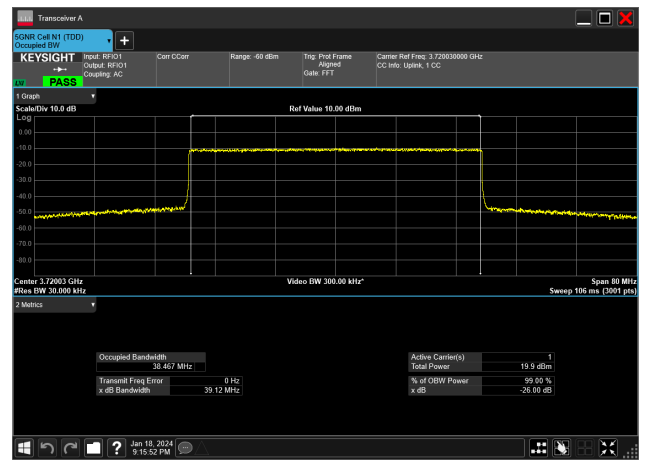 Transceiver A
5GNR Cell N1 (TDD)
Occupied BW
KEYSIGHT
LXI
PASS
Input: RFIO1
Output: RFIO1
Coupling: AC
Corr CCorr
Range: -60 dBm
Trig: Prot Frame
Aligned
Gate: FFT
Carrier Ref Freq: 3.720030000 GHz
CC Info: Uplink, 1 CC
1 Graph
Scale/Div 10.0 dB
Ref Value 10.00 dBm
Log
0.00
-10.0
-20.0
-30.0
-40.0
-50.0
-60.0
-70.0
-80.0
Center 3.72003 GHz
Video BW 300.00 kHz*
Span 80 MHz
#Res BW 30.000 kHz
Sweep 106 ms (3001 pts)
2 Metrics
Occupied Bandwidth
38.467 MHz
Transmit Freq Error 0 Hz
x dB Bandwidth 39.12 MHz
Active Carrier(s) 1
Total Power 19.9 dBm
% of OBW Power 99.00 %
x dB -26.00 dB
Jan 18, 2024
9:15:52 PM